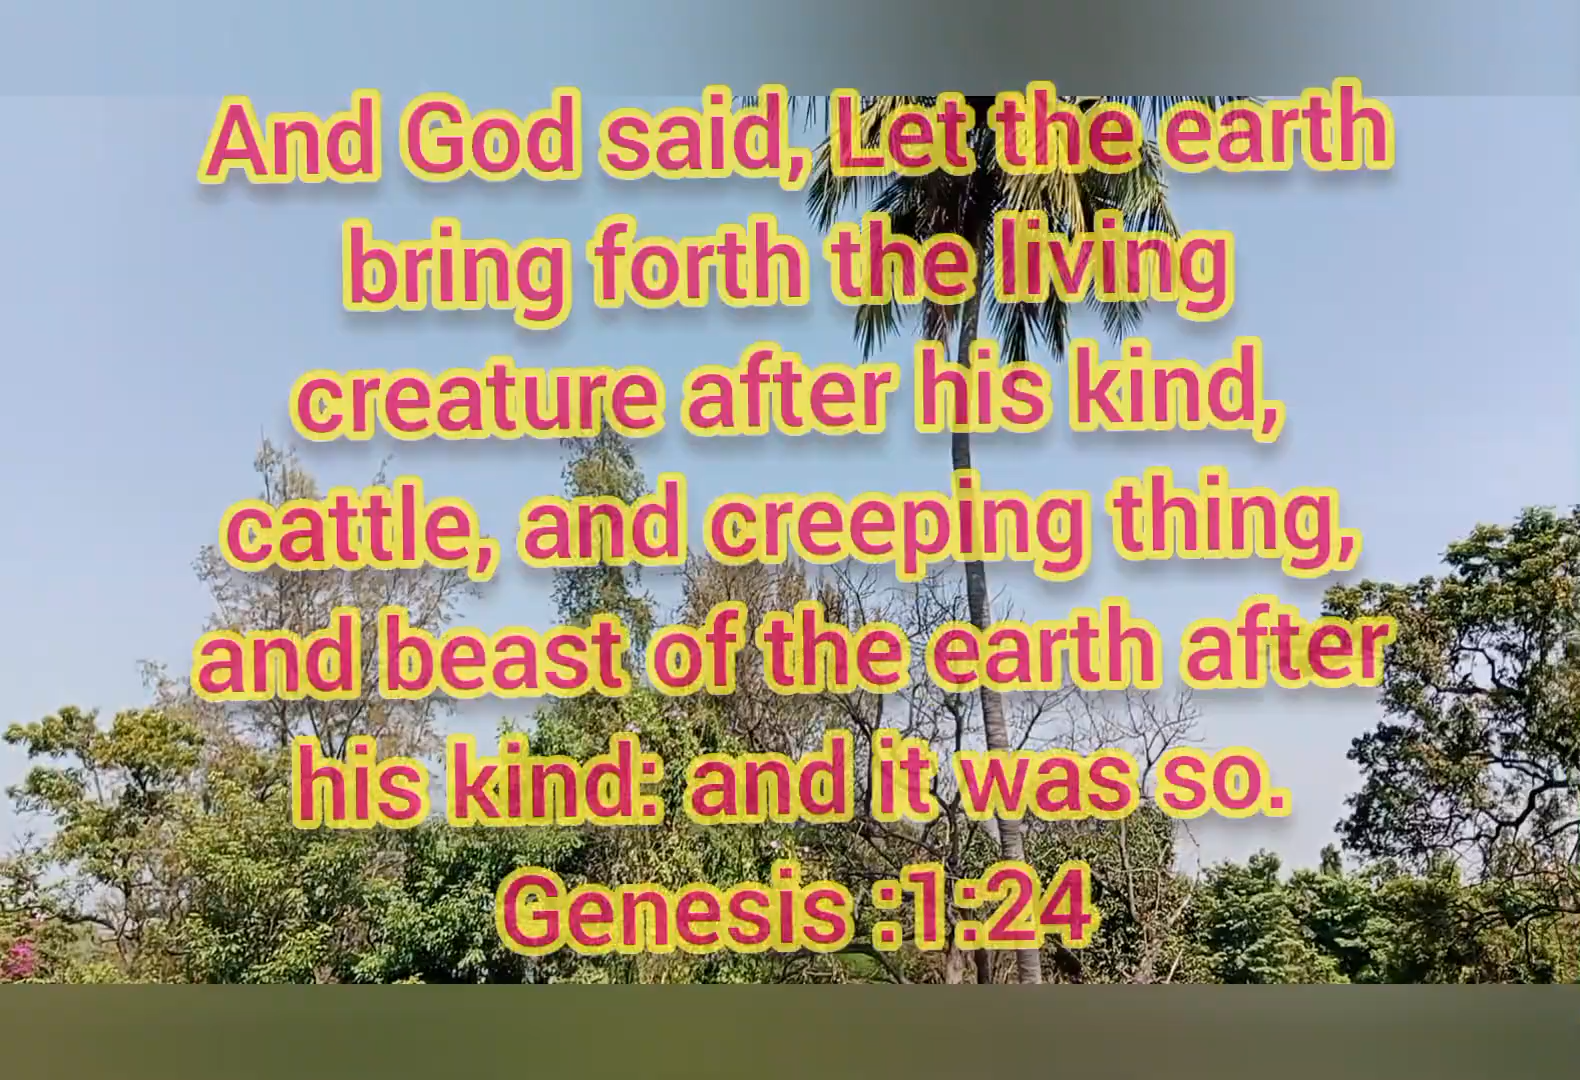 And God said, Let the earth
bring forth the living
creature after his kind,
cattle, and creeping thing,
and beast of the earth after
his kind: and it was so.
Genesis :1:24